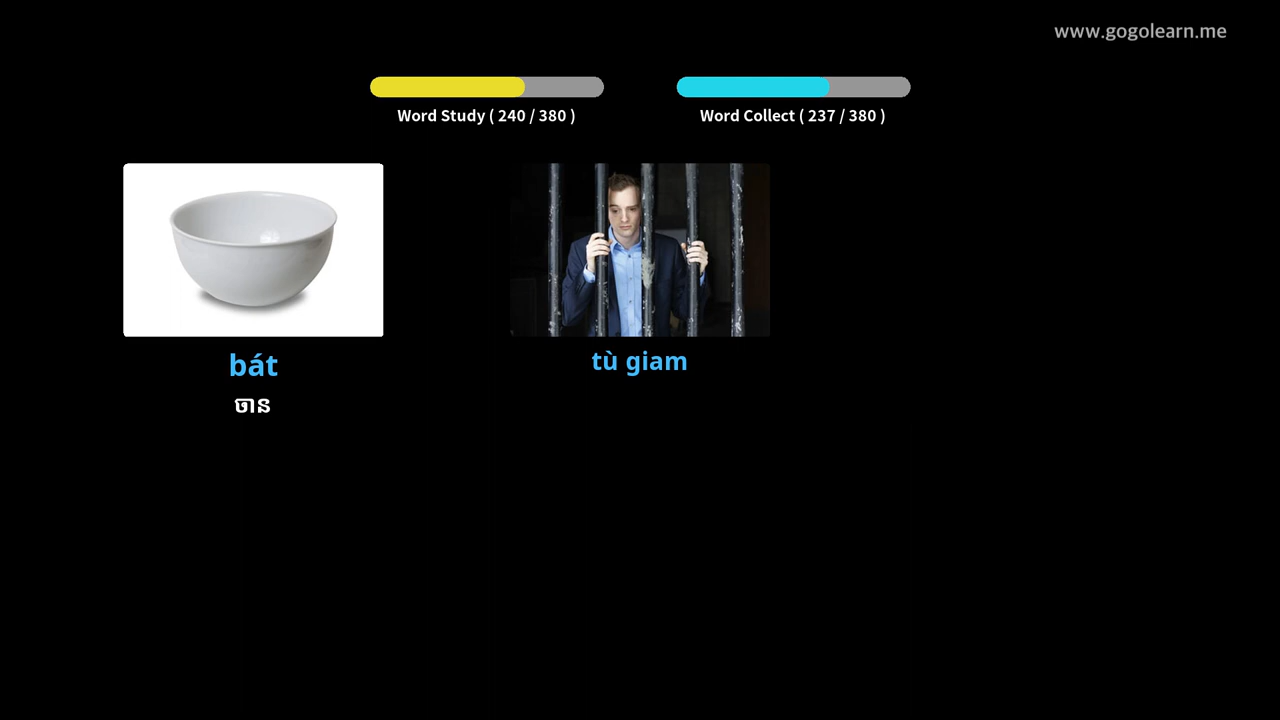 www.gogolearn.me
Word Study ( 240 / 380 )
Word Collect ( 237 / 380 )
bát
ចាន
tù giam